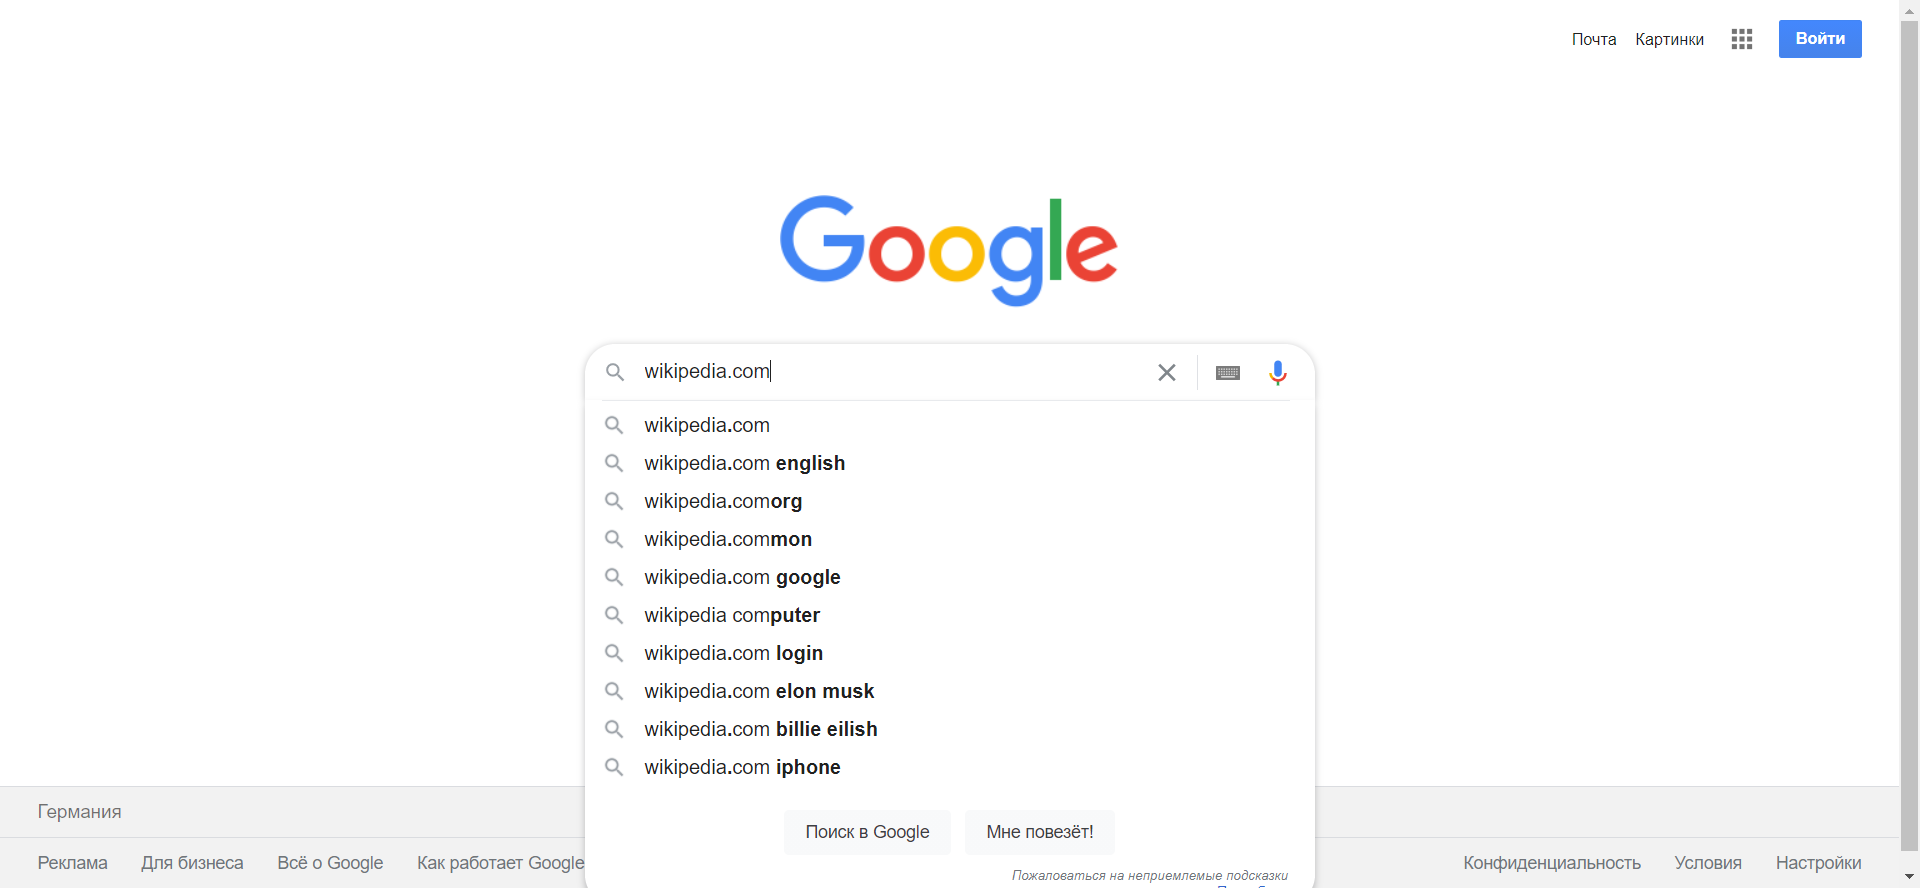 Почта Картинки Войти
Google
wikipedia.com
wikipedia.com
wikipedia.com english
wikipedia.comorg
wikipedia.common
wikipedia.com google
wikipedia computer
wikipedia.com login
wikipedia.com elon musk
wikipedia.com billie eilish
wikipedia.com iphone
Германия
Поиск в Google Мне повезёт!
Реклама Для бизнеса Всё о Google Как работает Google Конфиденциальность Условия Настройки
Пожаловаться на неприемлемые подсказки